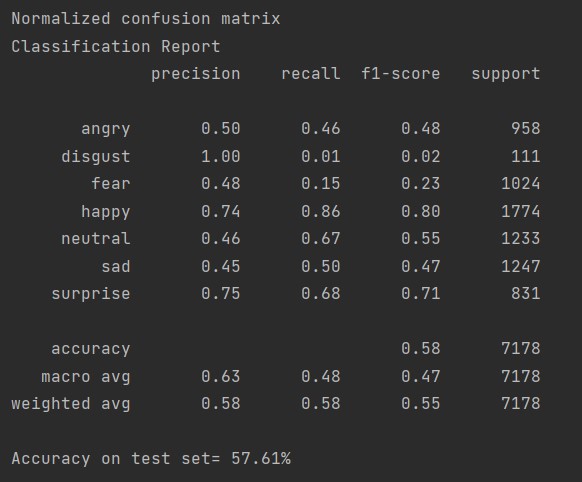 Normalized confusion matrix
Classification Report
precision recall f1-score support
angry 0.50 0.46 0.48 958
disgust 1.00 0.01 0.02 111
fear 0.48 0.15 0.23 1024
happy 0.74 0.86 0.80 1774
neutral 0.46 0.67 0.55 1233
sad 0.45 0.50 0.47 1247
surprise 0.75 0.68 0.71 831
accuracy 0.58 7178
macro avg 0.63 0.48 0.47 7178
weighted avg 0.58 0.58 0.55 7178
Accuracy on test set= 57.61%